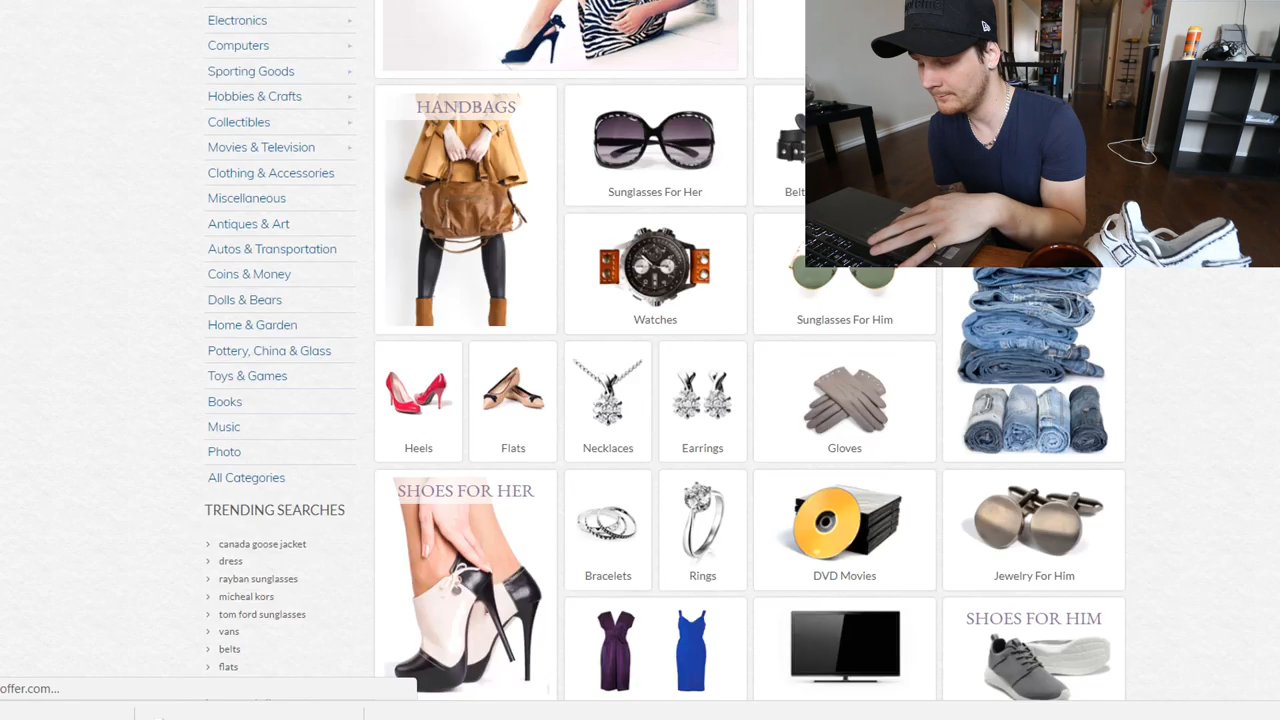 Electronics
Computers
Sporting Goods
Hobbies & Crafts
Collectibles
Movies & Television
Clothing & Accessories
Miscellaneous
Antiques & Art
Autos & Transportation
Coins & Money
Dolls & Bears
Home & Garden
Pottery, China & Glass
Toys & Games
Books
Music
Photo
All Categories
TRENDING SEARCHES
canada goose jacket
dress
rayban sunglasses
micheal kors
tom ford sunglasses
vans
belts
flats
offer.com...
HANDBAGS
Sunglasses For Her
Belt
Watches
Sunglasses For Him
Heels
Flats
Necklaces
Earrings
Gloves
SHOES FOR HER
Bracelets
Rings
DVD Movies
Jewelry For Him
SHOES FOR HIM